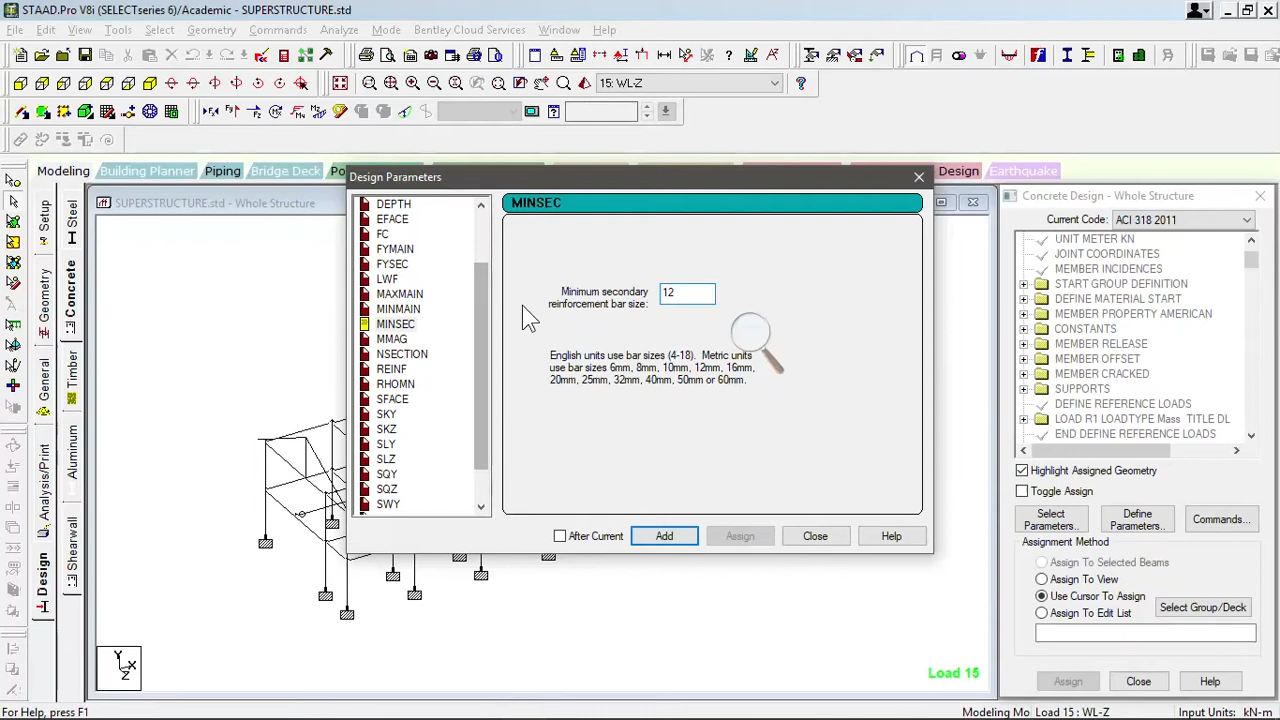 STAAD.Pro V8i (SELECTseries 6)/Academic - SUPERSTRUCTURE.std
File Edit View Tools Select Geometry Commands Analyze Mode Bentley Cloud Services Window Help
15: WL-Z
Modeling Building Planner Piping Bridge Deck Po Design Earthquake
SUPERSTRUCTURE.std - Whole Structure
Setup
Geometry
General
Analysis/Print
Design
Steel
Concrete
Timber
Aluminum
Shearwall
Design Parameters
DEPTH
EFACE
FC
FYMAIN
FYSEC
LWF
MAXMAIN
MINMAIN
MINSEC
MMAG
NSECTION
REINF
RHOMN
SFACE
SKY
SKZ
SLY
SLZ
SQY
SQZ
SWY
MINSEC
Minimum secondary
reinforcement bar size:
12
English units use bar sizes (4-18). Metric units
use bar sizes 6mm, 8mm, 10mm, 12mm, 16mm,
20mm, 25mm, 32mm, 40mm, 50mm or 60mm.
After Current Add Assign Close Help
Y
X
Z
Load 15
Concrete Design - Whole Structure
Current Code: ACI 318 2011
UNIT METER KN
JOINT COORDINATES
MEMBER INCIDENCES
START GROUP DEFINITION
DEFINE MATERIAL START
MEMBER PROPERTY AMERICAN
CONSTANTS
MEMBER RELEASE
MEMBER OFFSET
MEMBER CRACKED
SUPPORTS
DEFINE REFERENCE LOADS
LOAD R1 LOADTYPE Mass TITLE DL
END DEFINE REFERENCE LOADS
Highlight Assigned Geometry
Toggle Assign
Select Parameters..
Define Parameters..
Commands...
Assignment Method
Assign To Selected Beams
Assign To View
Use Cursor To Assign
Assign To Edit List
Select Group/Deck
Assign Close Help
For Help, press F1
Modeling Mo Load 15 : WL-Z Input Units: kN-m